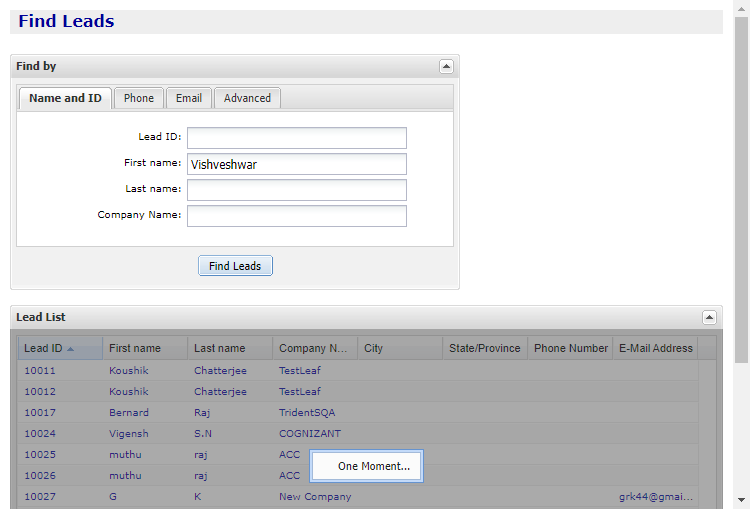 Find Leads
Find by
Name and ID Phone Email Advanced
Lead ID:
First name: Vishveshwar
Last name:
Company Name:
Find Leads
Lead List
Lead ID First name Last name Company N... City State/Province Phone Number E-Mail Address
10011 Koushik Chatterjee TestLeaf
10012 Koushik Chatterjee TestLeaf
10017 Bernard Raj TridentSQA
10024 Vigensh S.N COGNIZANT
10025 muthu raj ACC
One Moment...
10026 muthu raj ACC
10027 G K New Company grk44@gmai...